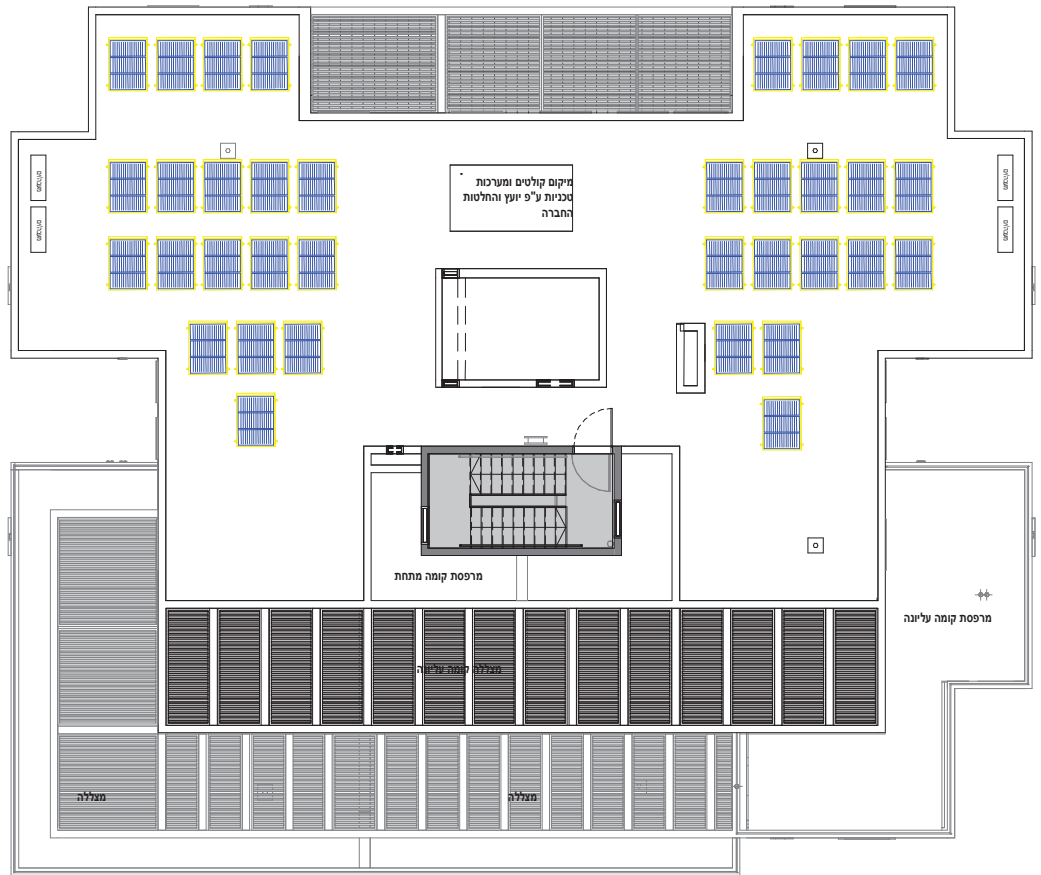 מיקום קולטים ומערכות
טכניות ע"פ יועץ והחלטות
החברה
מרפסת קומה מתחת
מרפסת קומה עליונה
מצללה קומה עליונה
מצללה
מצללה